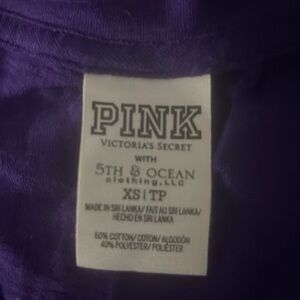 PINK
VICTORIA'S SECRET
WITH
5TH & OCEAN
clothing, LLC
XS | TP
MADE IN SRI LANKA/ FAIT AU SRI LANKA/
HECHO EN SRI LANKA
60% COTTON/ COTON/ ALGODÓN
40% POLYESTER/ POLIÉSTER